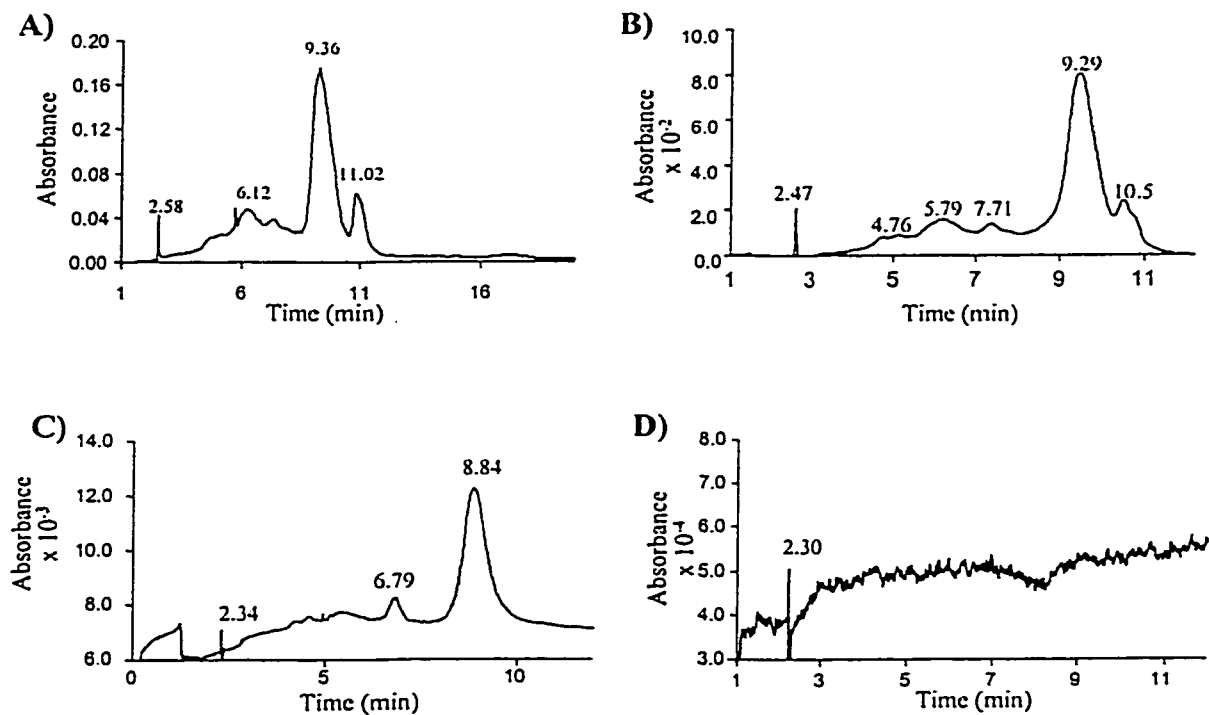 A)
0.20
0.16
0.12
0.08
0.04
0.00
Absorbance
2.58
6.12
9.36
11.02
1 6 11 16
Time (min)
B)
10.0
8.0
6.0
4.0
2.0
0.0
Absorbance
x 10-2
2.47
4.76
5.79
7.71
9.29
10.5
1 3 5 7 9 11
Time (min)
C)
14.0
12.0
10.0
8.0
6.0
Absorbance
x 10-3
2.34
6.79
8.84
0 5 10
Time (min)
D)
8.0
7.0
6.0
5.0
4.0
3.0
Absorbance
x 10-4
2.30
1 3 5 7 9 11
Time (min)